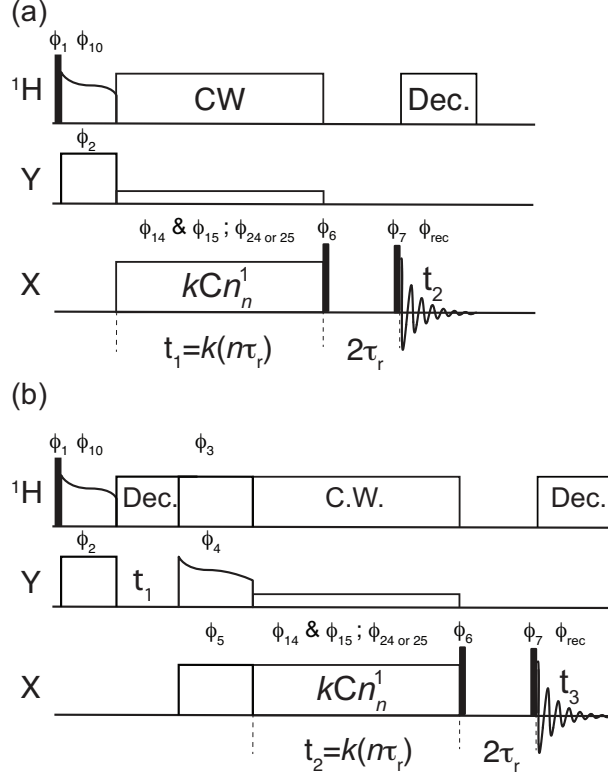 (a)
ϕ₁ ϕ₁₀
¹H CW Dec.
ϕ₂
Y
ϕ₁₄ & ϕ₁₅ ; ϕ₂₄ or ₂₅ ϕ₆ ϕ₇ ϕrec
X kCnₙ¹ t₂
t₁=k(nτᵣ) 2τᵣ
(b)
ϕ₁ ϕ₁₀ ϕ₃
¹H Dec. C.W. Dec.
ϕ₂ ϕ₄
Y t₁
ϕ₅ ϕ₁₄ & ϕ₁₅ ; ϕ₂₄ or ₂₅ ϕ₆ ϕ₇ ϕrec
X kCnₙ¹ t₃
t₂=k(nτᵣ) 2τᵣ